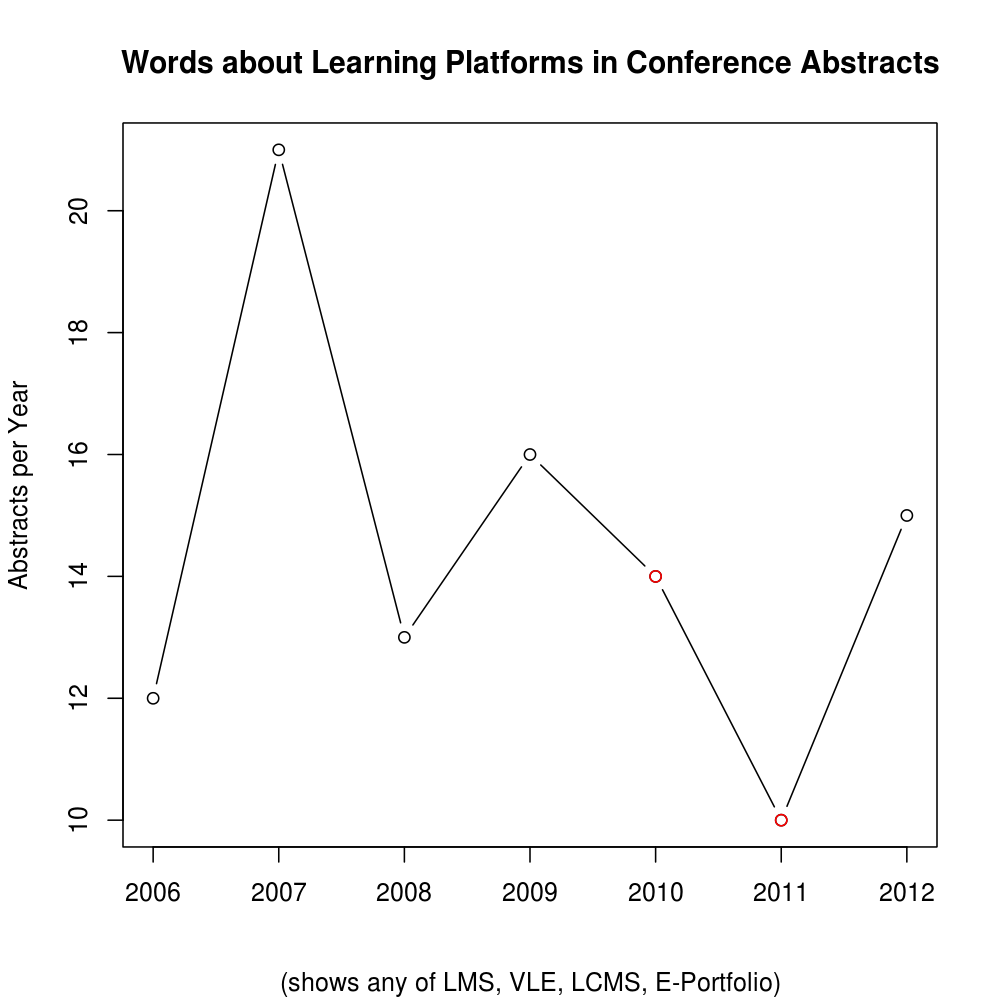 Words about Learning Platforms in Conference Abstracts
Abstracts per Year
20
18
16
14
12
10
2006 2007 2008 2009 2010 2011 2012
(shows any of LMS, VLE, LCMS, E-Portfolio)